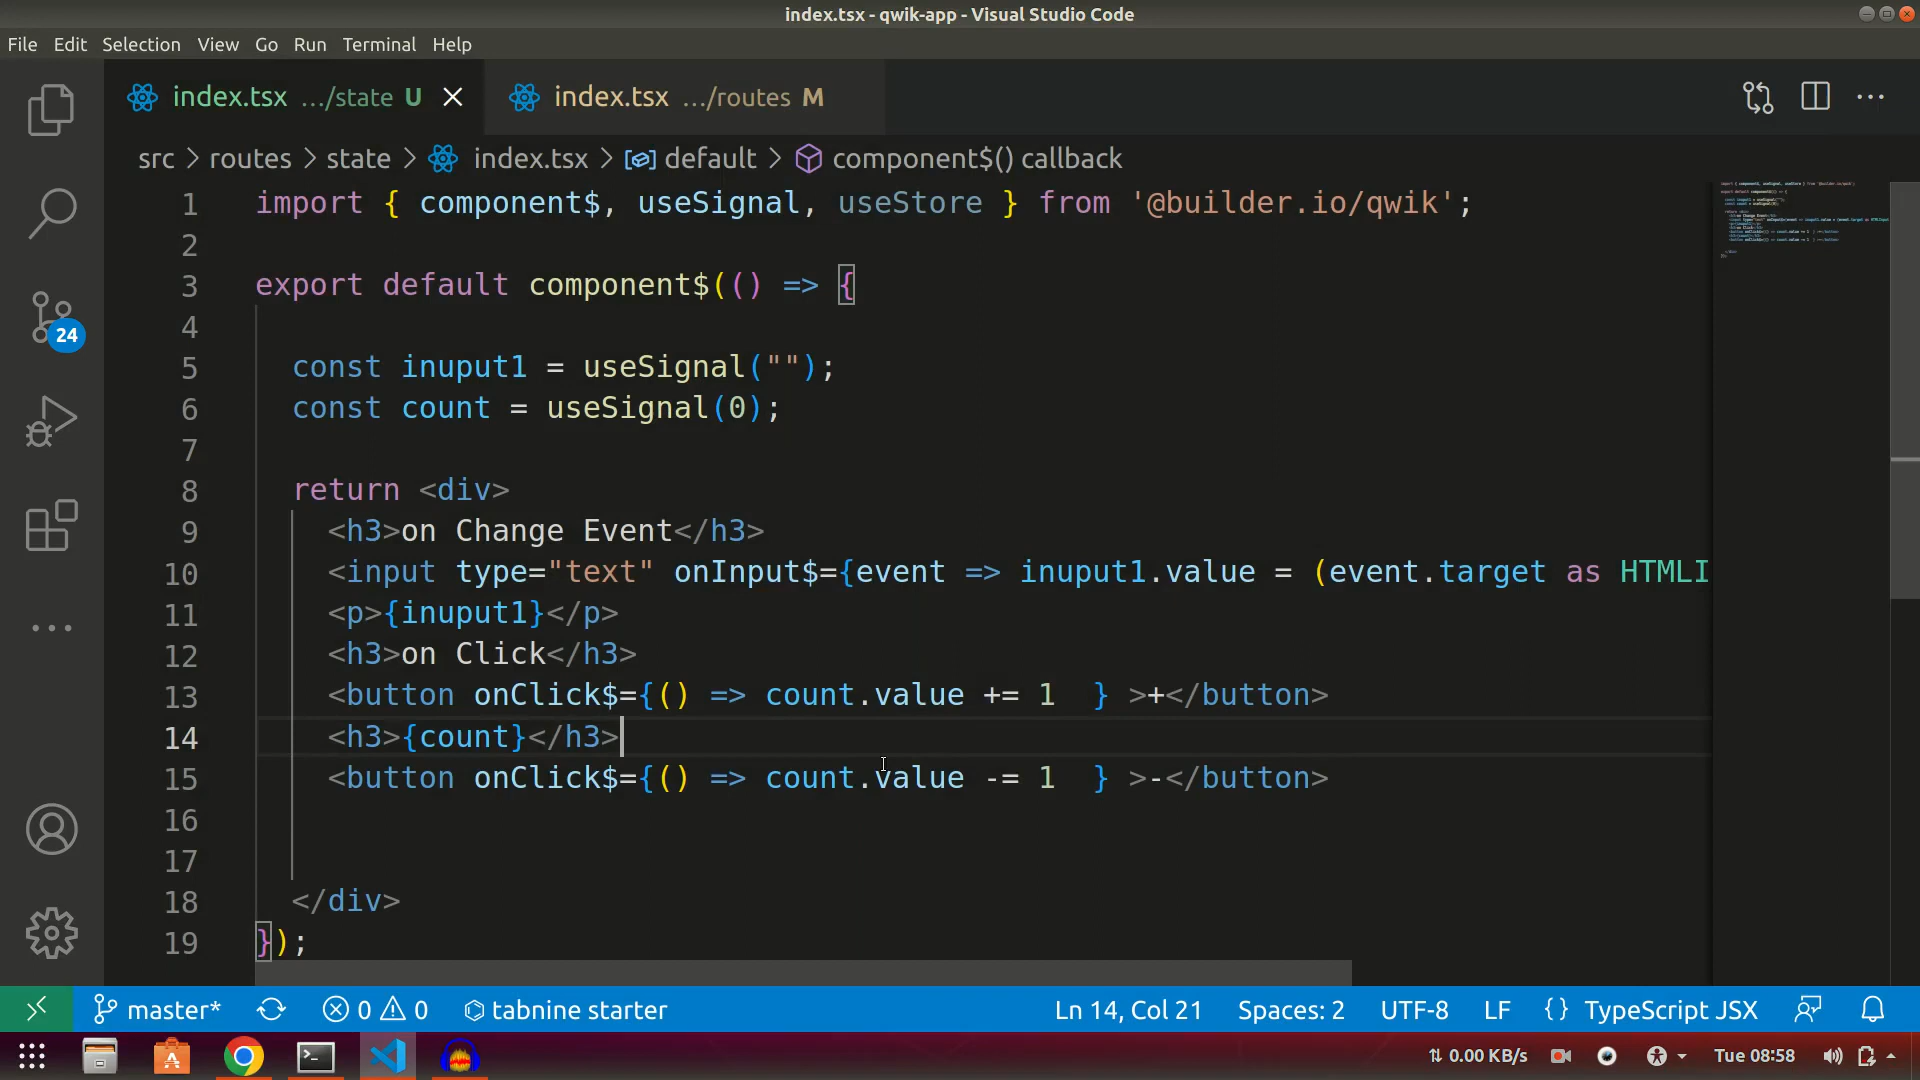 index.tsx - qwik-app - Visual Studio Code
File Edit Selection View Go Run Terminal Help
index.tsx .../state U index.tsx .../routes M
src > routes > state > index.tsx > default > component$() callback
1 import { component$, useSignal, useStore } from '@builder.io/qwik';
2
3 export default component$(() => {
4
5 const inuput1 = useSignal("");
6 const count = useSignal(0);
7
8 return <div>
9 <h3>on Change Event</h3>
10 <input type="text" onInput$={event => inuput1.value = (event.target as HTMLI
11 <p>{inuput1}</p>
12 <h3>on Click</h3>
13 <button onClick$={() => count.value += 1 } >+</button>
14 <h3>{count}</h3>
15 <button onClick$={() => count.value -= 1 } >-</button>
16
17
18 </div>
19 });
24
master* 0 0 tabnine starter Ln 14, Col 21 Spaces: 2 UTF-8 LF {} TypeScript JSX
0.00 KB/s Tue 08:58